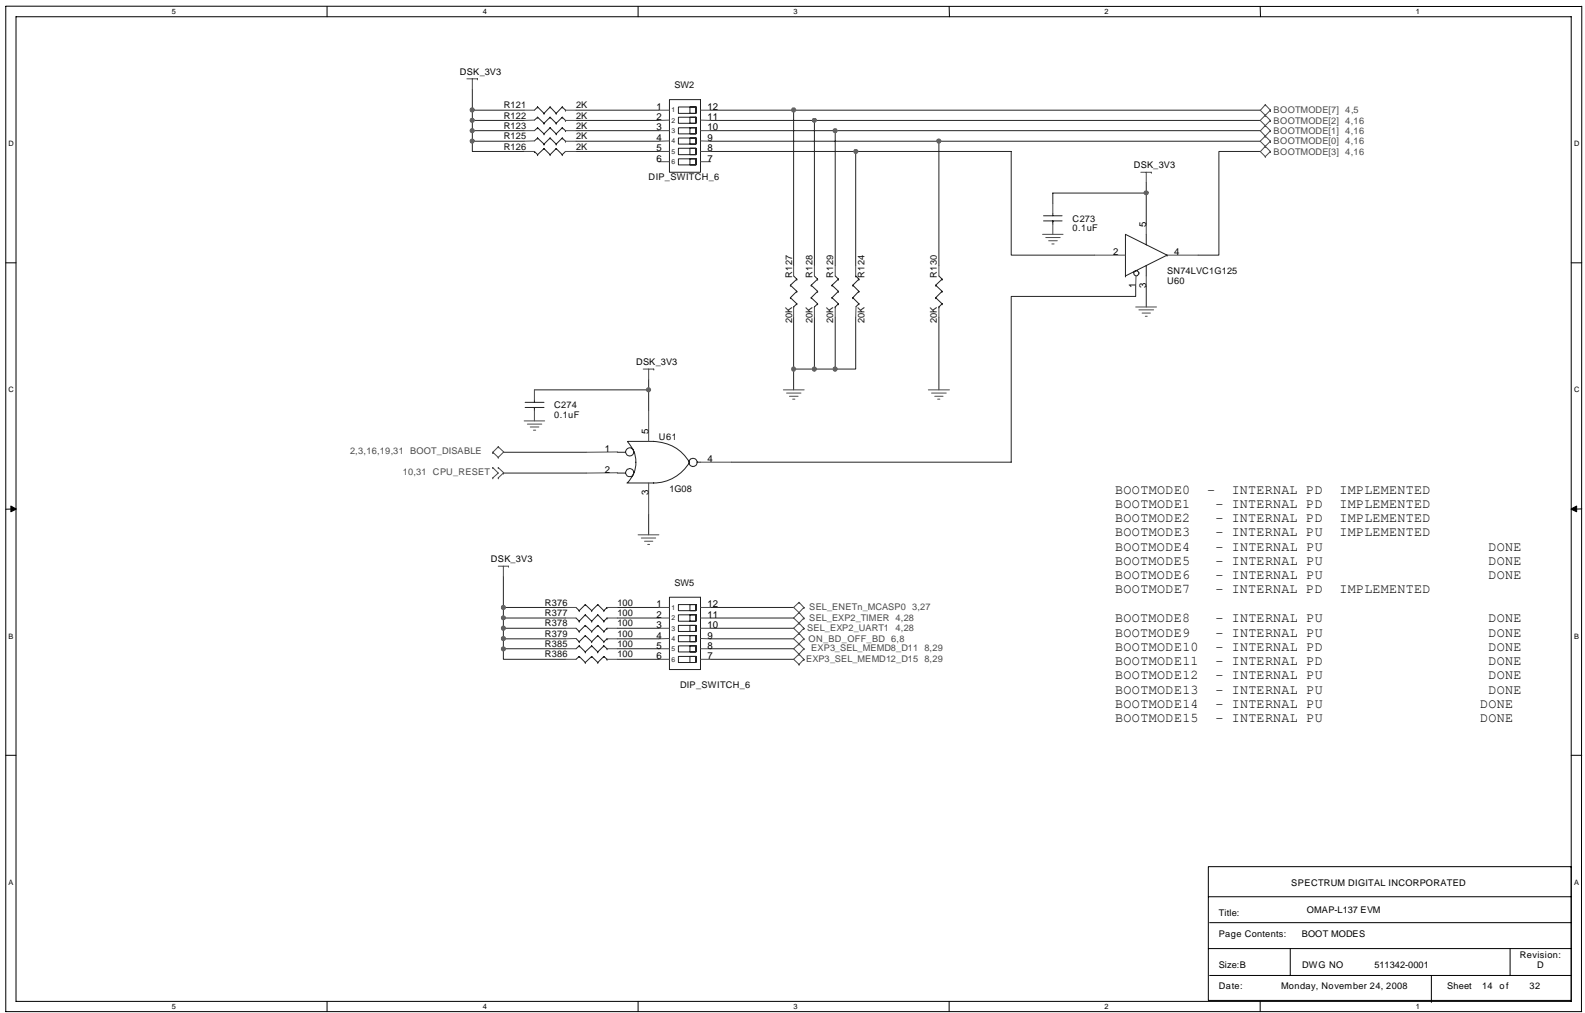 5 4 3 2 1
DSK_3V3
SW2
R121 2K 1 1 12 BOOTMODE[7] 4,5
R122 2K 2 2 11 BOOTMODE[2] 4,16
R123 2K 3 3 10 BOOTMODE[1] 4,16
R125 2K 4 4 9 BOOTMODE[0] 4,16
R126 2K 5 5 8 BOOTMODE[3] 4,16
6 6 7
DIP_SWITCH_6
D D
DSK_3V3
C273
0.1uF
5
2 4
SN74LVC1G125
U60
1 3
R127 R128 R129 R124 R130
20K 20K 20K 20K 20K
DSK_3V3
C C
C274
0.1uF
5
U61
2,3,16,19,31 BOOT_DISABLE 1
10,31 CPU_RESET 2
4
3
1G08
BOOTMODE0 - INTERNAL PD IMPLEMENTED
BOOTMODE1 - INTERNAL PD IMPLEMENTED
BOOTMODE2 - INTERNAL PD IMPLEMENTED
BOOTMODE3 - INTERNAL PU IMPLEMENTED
BOOTMODE4 - INTERNAL PU DONE
BOOTMODE5 - INTERNAL PU DONE
BOOTMODE6 - INTERNAL PU DONE
BOOTMODE7 - INTERNAL PD IMPLEMENTED
BOOTMODE8 - INTERNAL PU DONE
BOOTMODE9 - INTERNAL PU DONE
BOOTMODE10 - INTERNAL PD DONE
BOOTMODE11 - INTERNAL PD DONE
BOOTMODE12 - INTERNAL PU DONE
BOOTMODE13 - INTERNAL PU DONE
BOOTMODE14 - INTERNAL PU DONE
BOOTMODE15 - INTERNAL PU DONE
DSK_3V3
SW5
R376 100 1 1 12 SEL_ENETn_MCASP0 3,27
R377 100 2 2 11 SEL_EXP2_TIMER 4,28
R378 100 3 3 10 SEL_EXP2_UART1 4,28
R379 100 4 4 9 ON_BD_OFF_BD 6,8
R385 100 5 5 8 EXP3_SEL_MEMD8_D11 8,29
R386 100 6 6 7 EXP3_SEL_MEMD12_D15 8,29
DIP_SWITCH_6
B B
A A
SPECTRUM DIGITAL INCORPORATED
Title: OMAP-L137 EVM
Page Contents: BOOT MODES
Size:B DWG NO 511342-0001 Revision: D
Date: Monday, November 24, 2008 Sheet 14 of 32
5 4 3 2 1